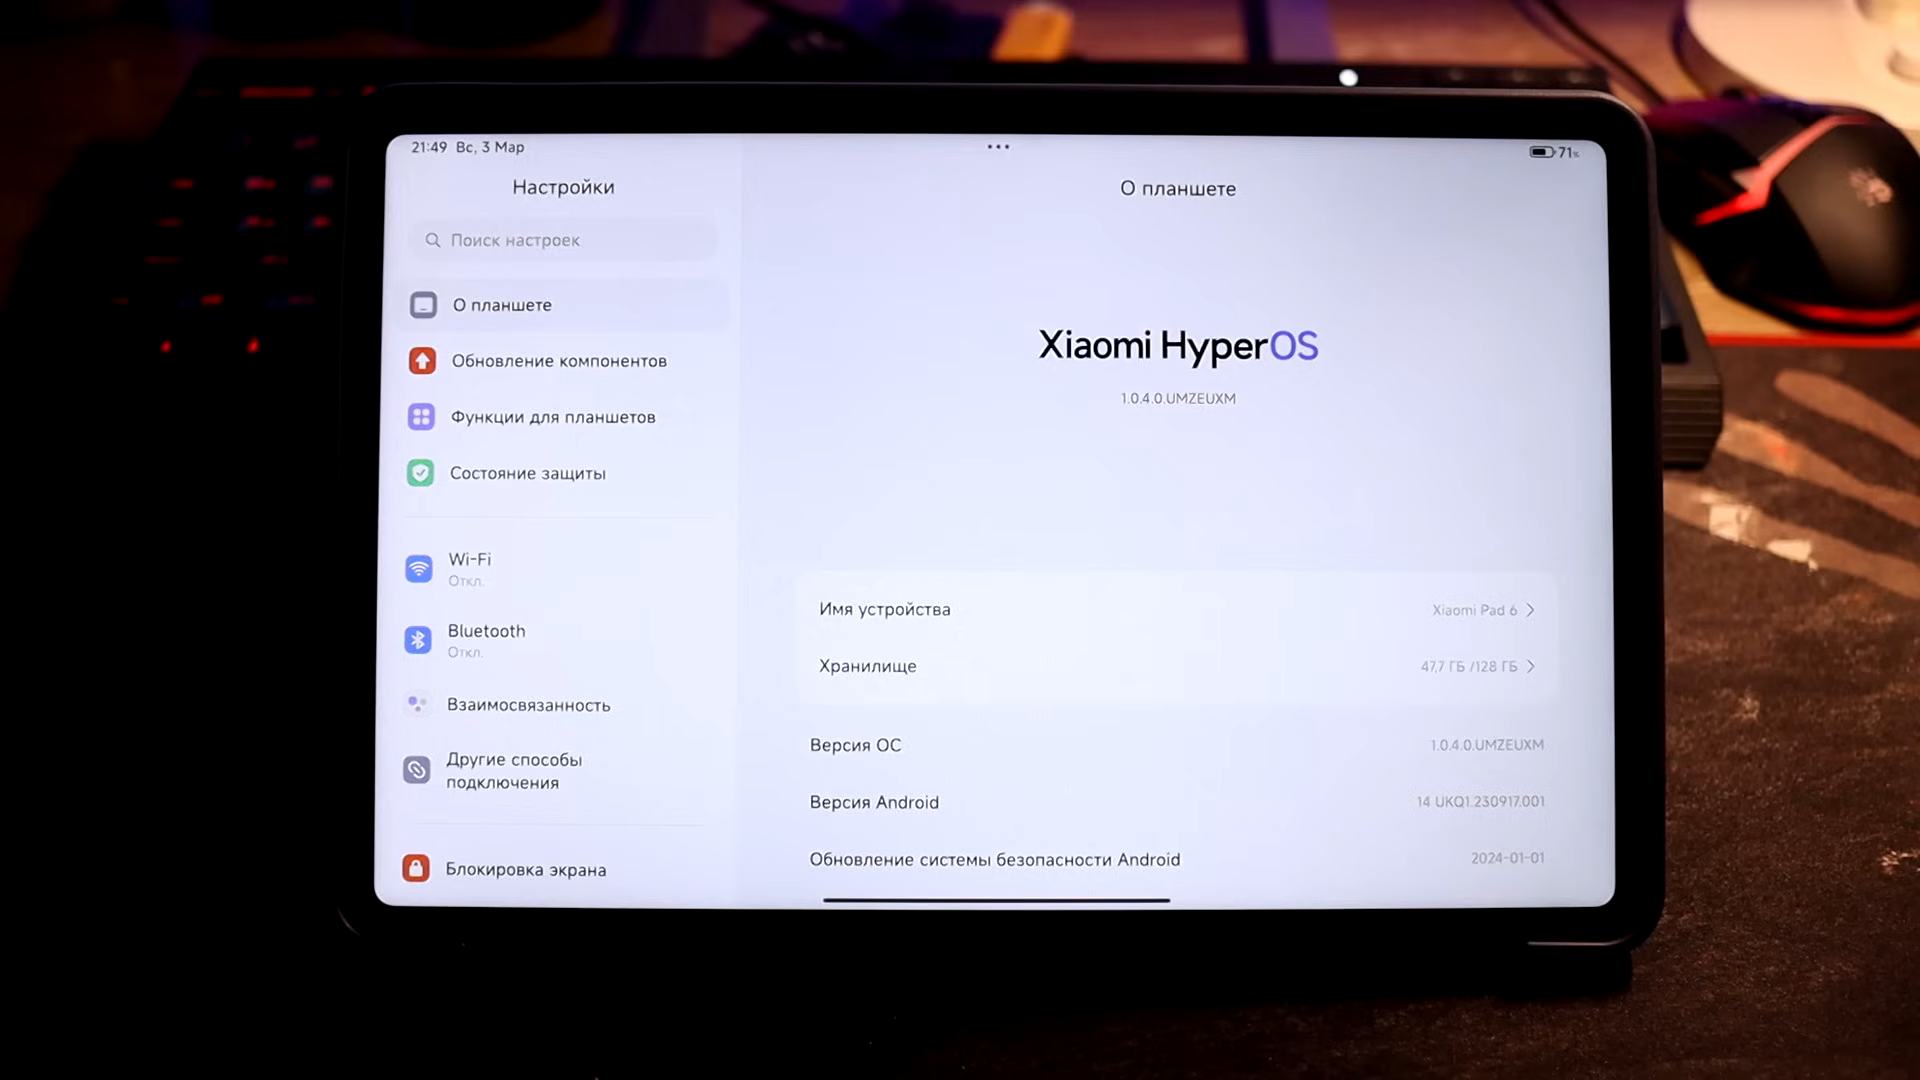 21:49 Вс, 3 Мар
71%
Настройки
Поиск настроек
О планшете
Обновление компонентов
Функции для планшетов
Состояние защиты
Wi-Fi
Откл.
Bluetooth
Откл.
Взаимосвязанность
Другие способы
подключения
Блокировка экрана
О планшете
Xiaomi HyperOS
1.0.4.0.UMZEUXM
Имя устройства
Xiaomi Pad 6
Хранилище
47,7 ГБ /128 ГБ
Версия ОС
1.0.4.0.UMZEUXM
Версия Android
14 UKQ1.230917.001
Обновление системы безопасности Android
2024-01-01